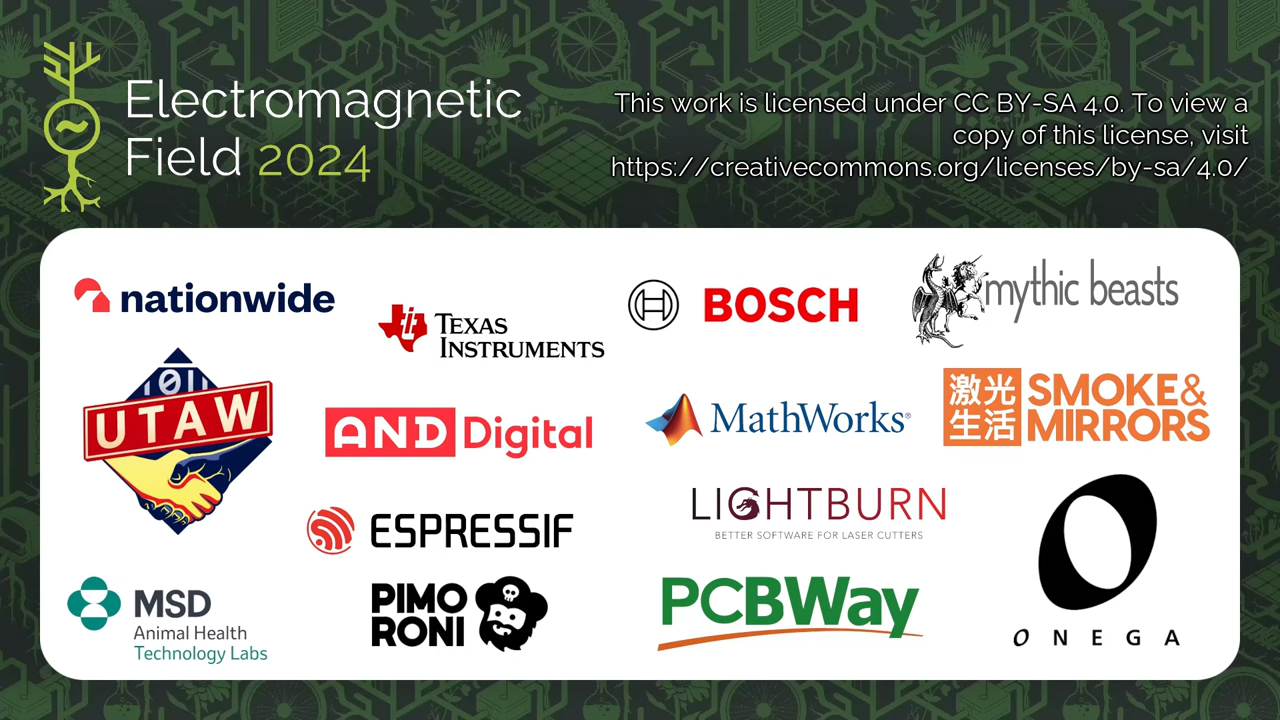 Electromagnetic
Field 2024
This work is licensed under CC BY-SA 4.0. To view a
copy of this license, visit
https://creativecommons.org/licenses/by-sa/4.0/
nationwide
TEXAS
INSTRUMENTS
BOSCH
mythic beasts
101
UTAW
AND Digital
MathWorks®
激光
生活
SMOKE&
MIRRORS
ESPRESSIF
LIGHTBURN
BETTER SOFTWARE FOR LASER CUTTERS
MSD
Animal Health
Technology Labs
PIMO
RONI
PCBWay
ONEGA